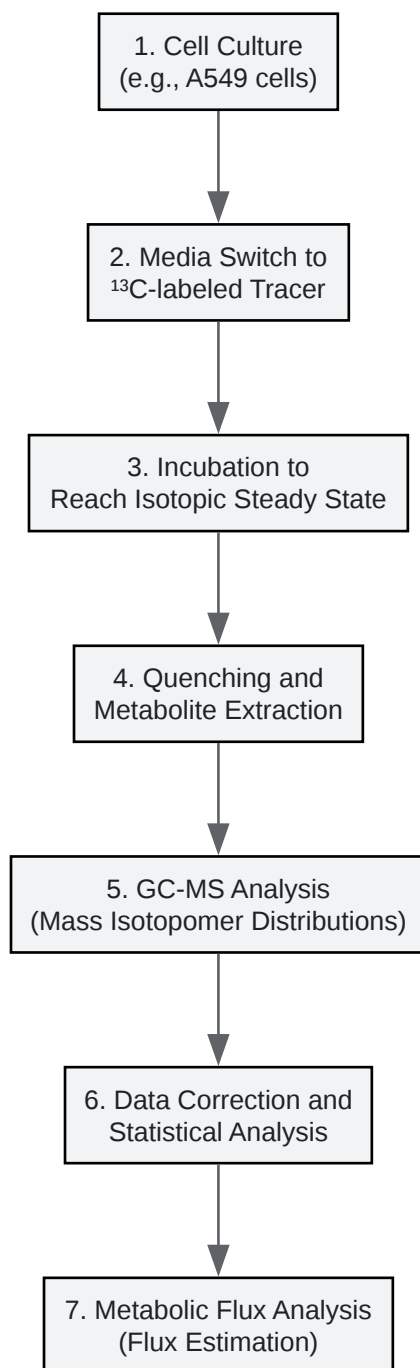 1. Cell Culture
(e.g., A549 cells)
2. Media Switch to
¹³C-labeled Tracer
3. Incubation to
Reach Isotopic Steady State
4. Quenching and
Metabolite Extraction
5. GC-MS Analysis
(Mass Isotopomer Distributions)
6. Data Correction and
Statistical Analysis
7. Metabolic Flux Analysis
(Flux Estimation)